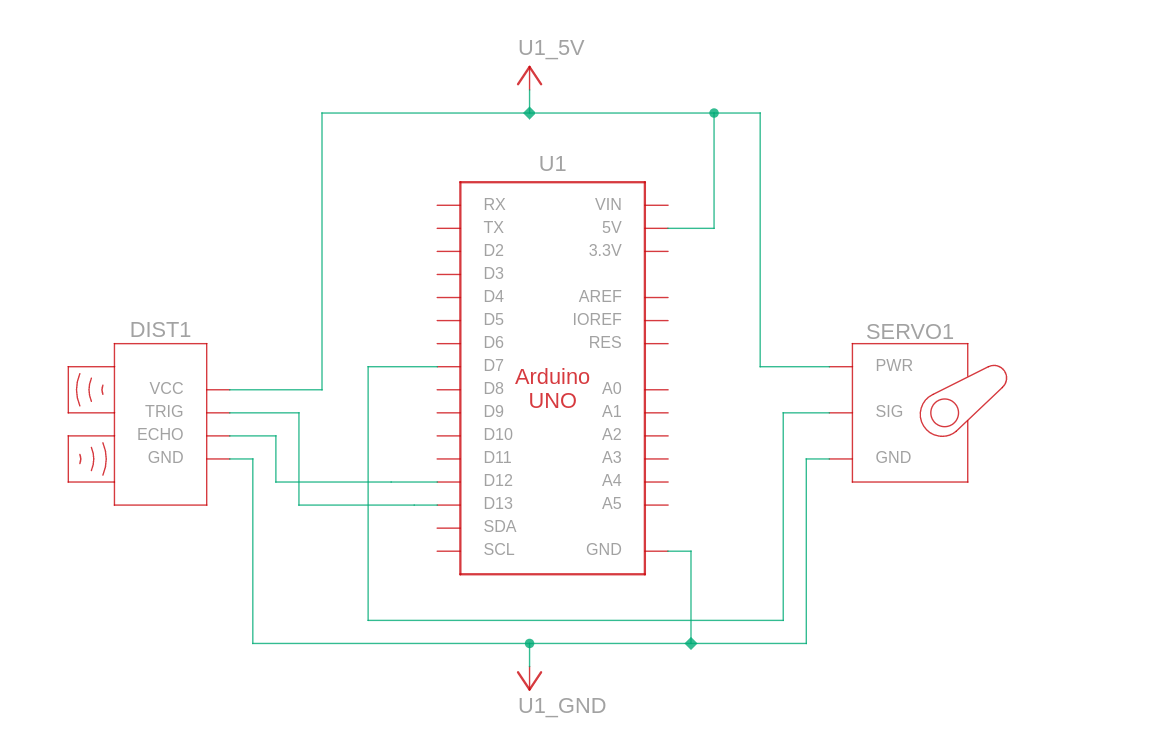 U1_5V
U1
RX VIN
TX 5V
D2 3.3V
D3
D4 AREF
D5 IOREF
D6 RES
D7
D8 A0
D9 A1
D10 A2
D11 A3
D12 A4
D13 A5
SDA
SCL GND
Arduino
UNO
DIST1
VCC
TRIG
ECHO
GND
SERVO1
PWR
SIG
GND
U1_GND